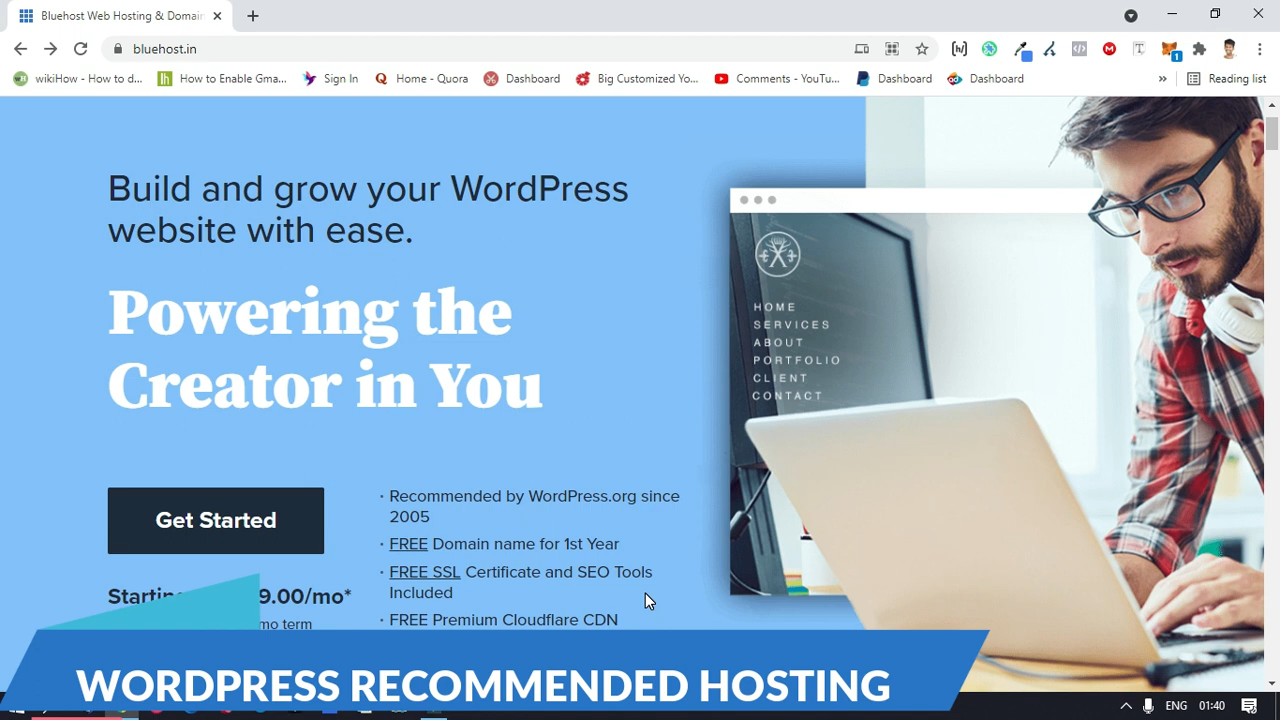 Bluehost Web Hosting & Domain
bluehost.in
wikiHow - How to d...
How to Enable Gma...
Sign In
Home - Quora
Dashboard
Big Customized Yo...
Comments - YouTu...
Dashboard
Dashboard
»
Reading list
Build and grow your WordPress
website with ease.
HOME
SERVICES
ABOUT
PORTFOLIO
CLIENT
CONTACT
Powering the
Creator in You
Get Started
· Recommended by WordPress.org since
2005
· FREE Domain name for 1st Year
· FREE SSL Certificate and SEO Tools
Included
· FREE Premium Cloudflare CDN
9.00/mo*
mo term
WORDPRESS RECOMMENDED HOSTING
ENG
01:40